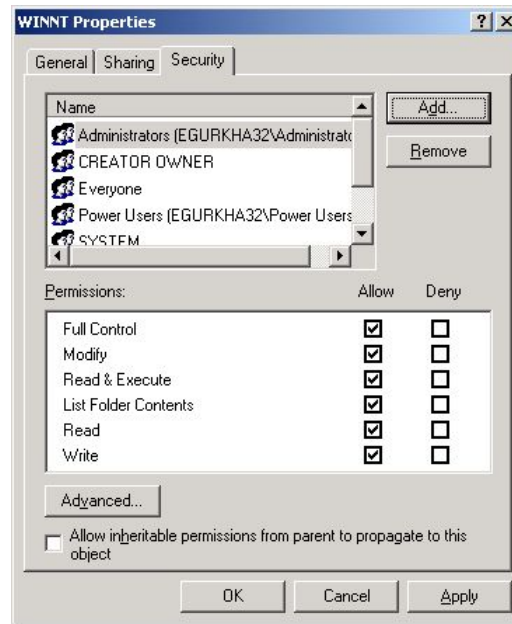 WINNT Properties
General Sharing Security
Name
Administrators (EGURKHA32\Administrato
CREATOR OWNER
Everyone
Power Users (EGURKHA32\Power Users
SYSTEM
Add...
Remove
Permissions: Allow Deny
Full Control
Modify
Read & Execute
List Folder Contents
Read
Write
Advanced...
Allow inheritable permissions from parent to propagate to this
object
OK Cancel Apply